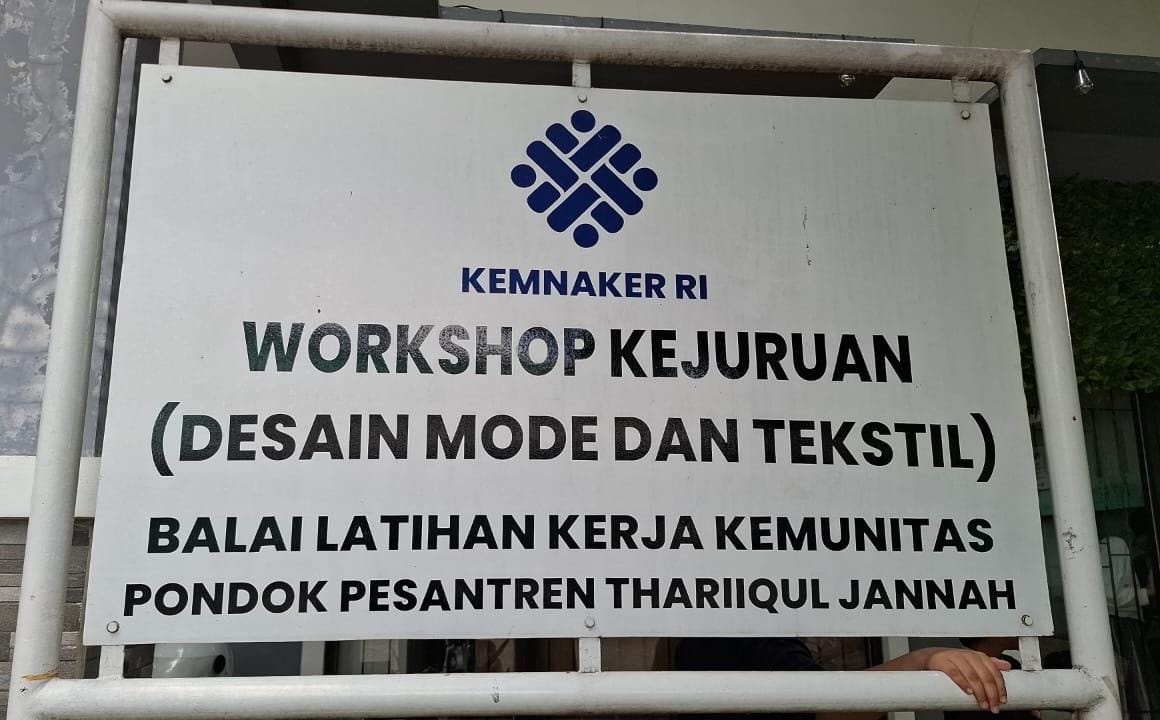 KEMNAKER RI
WORKSHOP KEJURUAN
(DESAIN MODE DAN TEKSTIL)
BALAI LATIHAN KERJA KEMUNITAS
PONDOK PESANTREN THARIIQUL JANNAH